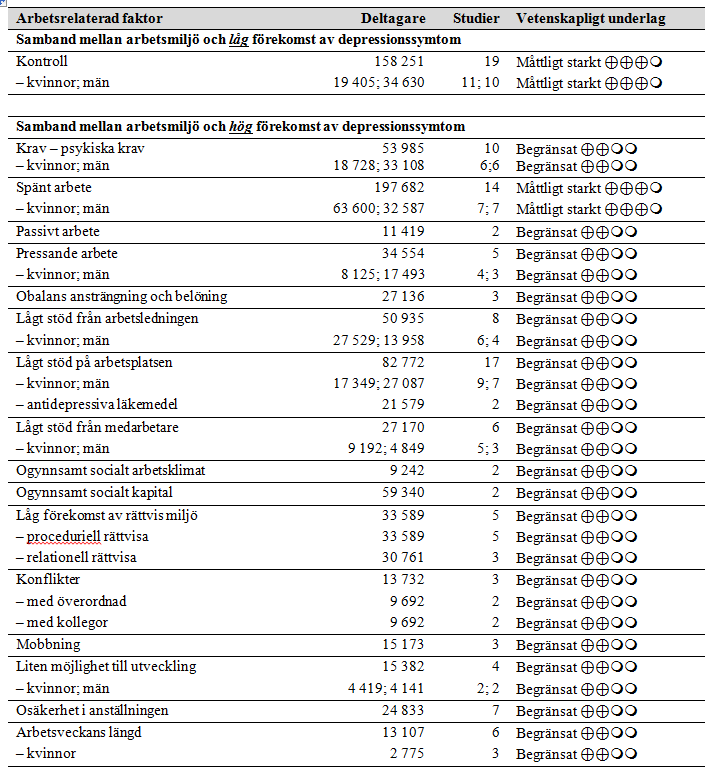 Arbetsrelaterad faktor Deltagare Studier Vetenskapligt underlag
Samband mellan arbetsmiljö och låg förekomst av depressionssymtom
Kontroll 158 251 19 Måttligt starkt ⊕⊕⊕❍
– kvinnor; män 19 405; 34 630 11; 10 Måttligt starkt ⊕⊕⊕❍
Samband mellan arbetsmiljö och hög förekomst av depressionssymtom
Krav – psykiska krav 53 985 10 Begränsat ⊕⊕❍❍
– kvinnor; män 18 728; 33 108 6;6 Begränsat ⊕⊕❍❍
Spänt arbete 197 682 14 Måttligt starkt ⊕⊕⊕❍
– kvinnor; män 63 600; 32 587 7; 7 Måttligt starkt ⊕⊕⊕❍
Passivt arbete 11 419 2 Begränsat ⊕⊕❍❍
Pressande arbete 34 554 5 Begränsat ⊕⊕❍❍
– kvinnor; män 8 125; 17 493 4; 3 Begränsat ⊕⊕❍❍
Obalans ansträngning och belöning 27 136 3 Begränsat ⊕⊕❍❍
Lågt stöd från arbetsledningen 50 935 8 Begränsat ⊕⊕❍❍
– kvinnor; män 27 529; 13 958 6; 4 Begränsat ⊕⊕❍❍
Lågt stöd på arbetsplatsen 82 772 17 Begränsat ⊕⊕❍❍
– kvinnor; män 17 349; 27 087 9; 7 Begränsat ⊕⊕❍❍
– antidepressiva läkemedel 21 579 2 Begränsat ⊕⊕❍❍
Lågt stöd från medarbetare 27 170 6 Begränsat ⊕⊕❍❍
– kvinnor; män 9 192; 4 849 5; 3 Begränsat ⊕⊕❍❍
Ogynnsamt socialt arbetsklimat 9 242 2 Begränsat ⊕⊕❍❍
Ogynnsamt socialt kapital 59 340 2 Begränsat ⊕⊕❍❍
Låg förekomst av rättvis miljö 33 589 5 Begränsat ⊕⊕❍❍
– proceduriell rättvisa 33 589 5 Begränsat ⊕⊕❍❍
– relationell rättvisa 30 761 3 Begränsat ⊕⊕❍❍
Konflikter 13 732 3 Begränsat ⊕⊕❍❍
– med överordnad 9 692 2 Begränsat ⊕⊕❍❍
– med kollegor 9 692 2 Begränsat ⊕⊕❍❍
Mobbning 15 173 3 Begränsat ⊕⊕❍❍
Liten möjlighet till utveckling 15 382 4 Begränsat ⊕⊕❍❍
– kvinnor; män 4 419; 4 141 2; 2 Begränsat ⊕⊕❍❍
Osäkerhet i anställningen 24 833 7 Begränsat ⊕⊕❍❍
Arbetsveckans längd 13 107 6 Begränsat ⊕⊕❍❍
– kvinnor 2 775 3 Begränsat ⊕⊕❍❍